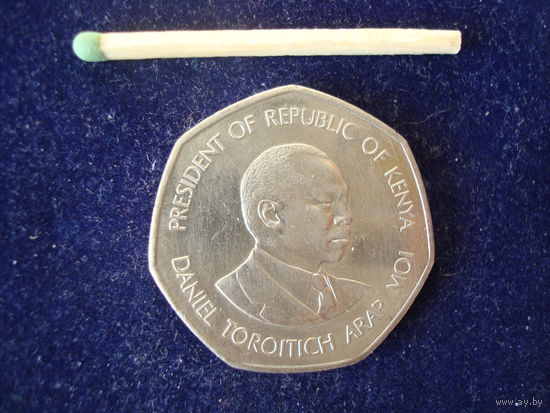 PRESIDENT OF REPUBLIC OF KENYA
DANIEL TOROITICH ARAP MOI
www.ay.by